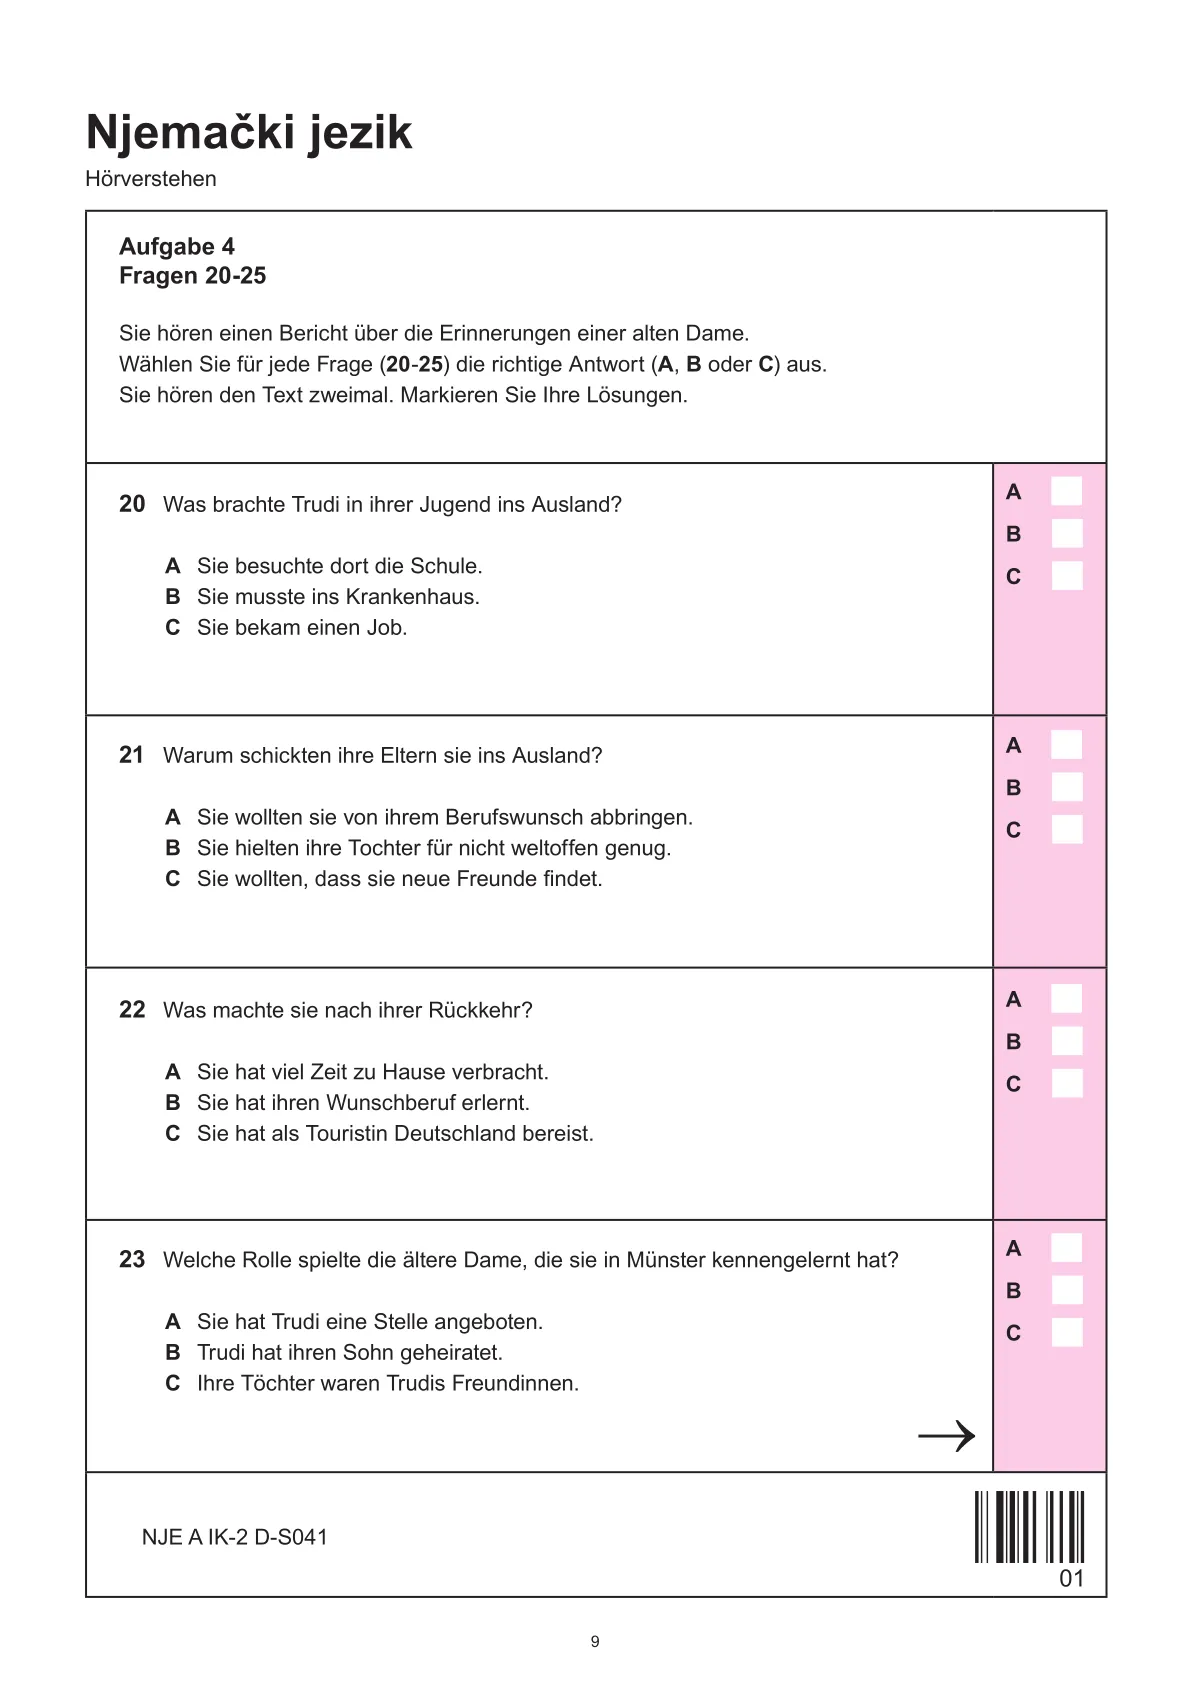 Njemački jezik
Hörverstehen
Aufgabe 4
Fragen 20-25
Sie hören einen Bericht über die Erinnerungen einer alten Dame.
Wählen Sie für jede Frage (20-25) die richtige Antwort (A, B oder C) aus.
Sie hören den Text zweimal. Markieren Sie Ihre Lösungen.
20 Was brachte Trudi in ihrer Jugend ins Ausland?
A Sie besuchte dort die Schule.
B Sie musste ins Krankenhaus.
C Sie bekam einen Job.
A
B
C
21 Warum schickten ihre Eltern sie ins Ausland?
A Sie wollten sie von ihrem Berufswunsch abbringen.
B Sie hielten ihre Tochter für nicht weltoffen genug.
C Sie wollten, dass sie neue Freunde findet.
A
B
C
22 Was machte sie nach ihrer Rückkehr?
A Sie hat viel Zeit zu Hause verbracht.
B Sie hat ihren Wunschberuf erlernt.
C Sie hat als Touristin Deutschland bereist.
A
B
C
23 Welche Rolle spielte die ältere Dame, die sie in Münster kennengelernt hat?
A Sie hat Trudi eine Stelle angeboten.
B Trudi hat ihren Sohn geheiratet.
C Ihre Töchter waren Trudis Freundinnen.
A
B
C
NJE A IK-2 D-S041
01
9